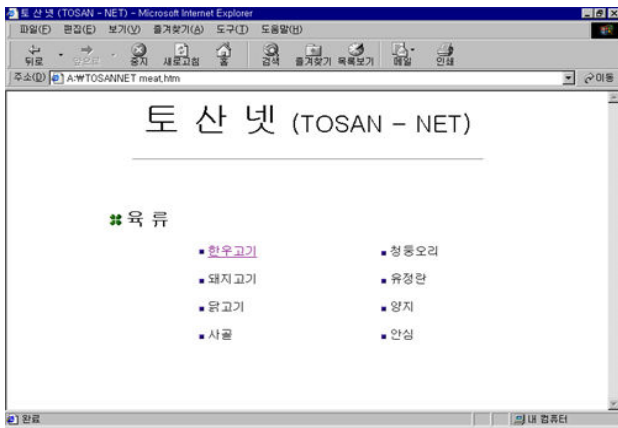 토 산 넷 (TOSAN - NET) - Microsoft Internet Explorer
파일(F) 편집(E) 보기(V) 즐겨찾기(A) 도구(T) 도움말(H)
뒤로 앞으로 중지 새로고침 홈 검색 즐겨찾기 목록보기 메일 인쇄
주소(D) A:₩TOSANNET meat.htm 이동
토 산 넷 (TOSAN - NET)
육 류
한우고기 청둥오리
돼지고기 유정란
닭고기 양지
사골 안심
완료 내 컴퓨터